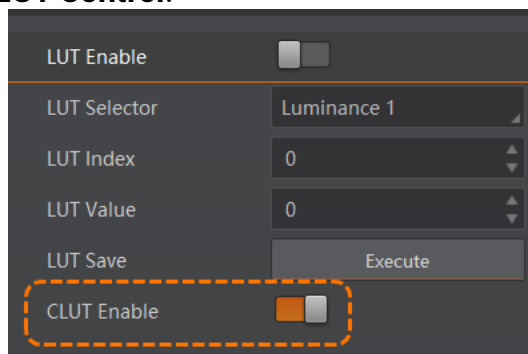 LUT Control.
LUT Enable
LUT Selector Luminance 1
LUT Index 0
LUT Value 0
LUT Save Execute
CLUT Enable